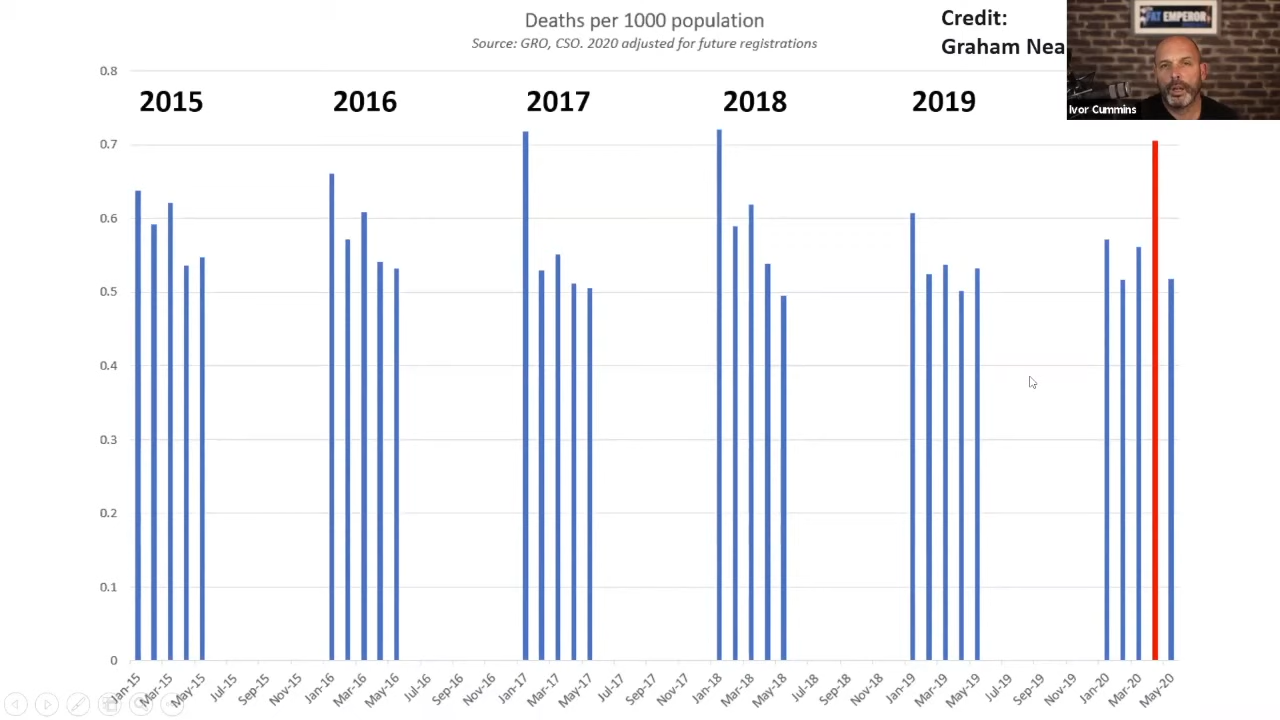 Deaths per 1000 population
Source: GRO, CSO. 2020 adjusted for future registrations
Credit:
Graham Nea
FAT EMPEROR
Ivor Cummins
2015 2016 2017 2018 2019
0.8
0.7
0.6
0.5
0.4
0.3
0.2
0.1
0
Jan-15 Mar-15 May-15 Jul-15 Sep-15 Nov-15 Jan-16 Mar-16 May-16 Jul-16 Sep-16 Nov-16 Jan-17 Mar-17 May-17 Jul-17 Sep-17 Nov-17 Jan-18 Mar-18 May-18 Jul-18 Sep-18 Nov-18 Jan-19 Mar-19 May-19 Jul-19 Sep-19 Nov-19 Jan-20 Mar-20 May-20